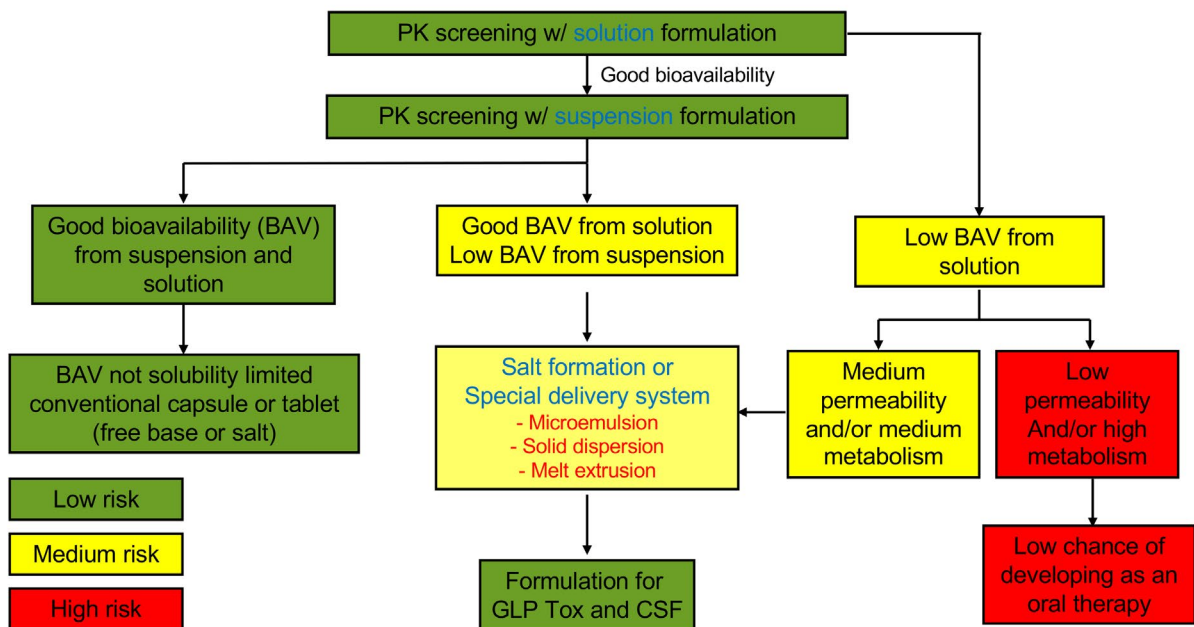 PK screening w/ solution formulation
Good bioavailability
PK screening w/ suspension formulation
Good bioavailability (BAV)
from suspension and
solution
Good BAV from solution
Low BAV from suspension
Low BAV from
solution
BAV not solubility limited
conventional capsule or tablet
(free base or salt)
Salt formation or
Special delivery system
- Microemulsion
- Solid dispersion
- Melt extrusion
Medium
permeability
and/or medium
metabolism
Low
permeability
And/or high
metabolism
Low risk
Medium risk
High risk
Formulation for
GLP Tox and CSF
Low chance of
developing as an
oral therapy